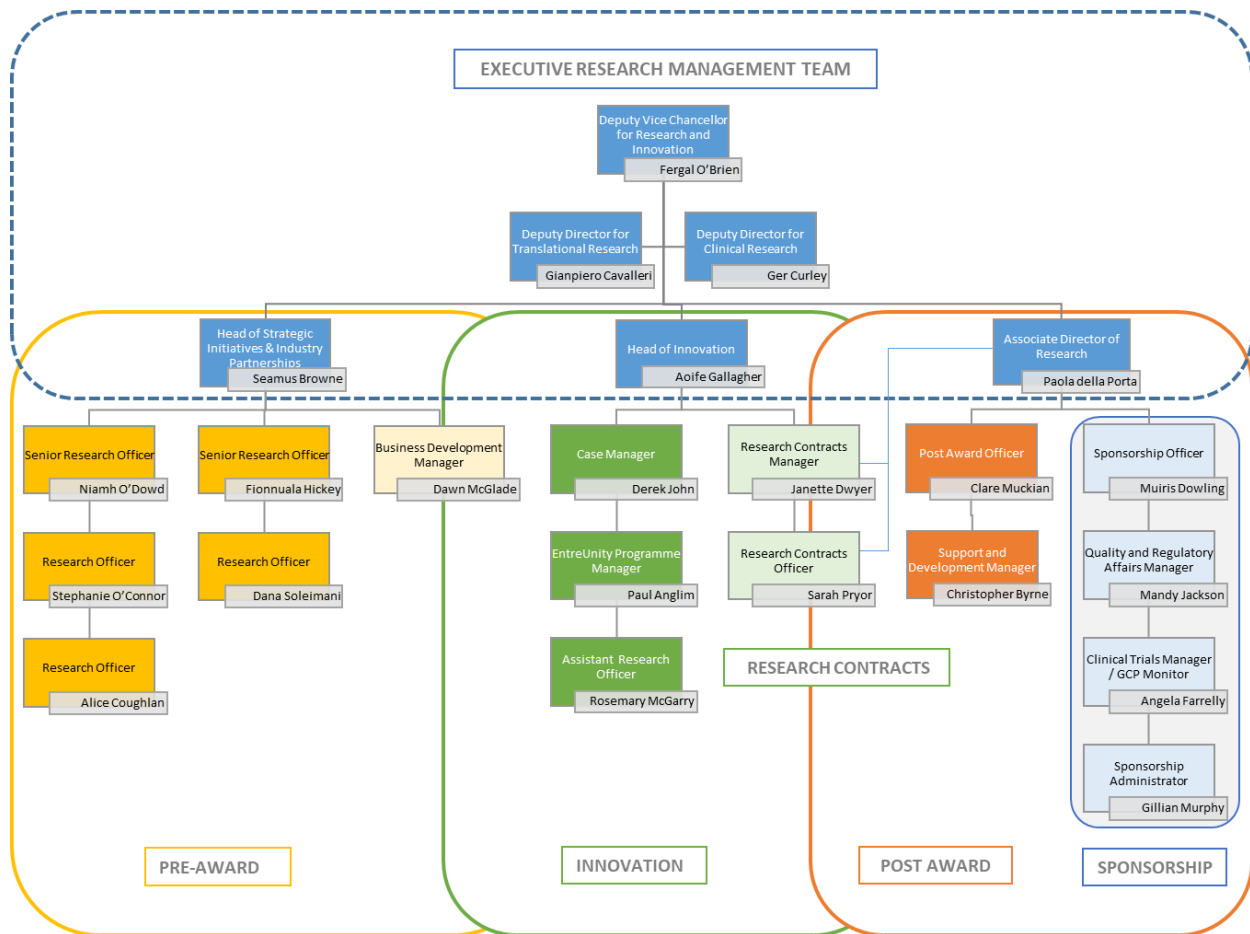 EXECUTIVE RESEARCH MANAGEMENT TEAM
Deputy Vice Chancellor
for Research and
Innovation
Fergal O'Brien
Deputy Director for
Translational Research
Gianpiero Cavalleri
Deputy Director for
Clinical Research
Ger Curley
Head of Strategic
Initiatives & Industry
Partnerships
Seamus Browne
Head of Innovation
Aoife Gallagher
Associate Director of
Research
Paola della Porta
Senior Research Officer
Niamh O'Dowd
Senior Research Officer
Fionnuala Hickey
Business Development
Manager
Dawn McGlade
Case Manager
Derek John
Research Contracts
Manager
Janette Dwyer
Post Award Officer
Clare Muckian
Sponsorship Officer
Muiris Dowling
Research Officer
Stephanie O'Connor
Research Officer
Dana Soleimani
EntreUnity Programme
Manager
Paul Anglim
Research Contracts
Officer
Sarah Pryor
Support and
Development Manager
Christopher Byrne
Quality and Regulatory
Affairs Manager
Mandy Jackson
Research Officer
Alice Coughlan
Assistant Research
Officer
Rosemary McGarry
RESEARCH CONTRACTS
Clinical Trials Manager
/ GCP Monitor
Angela Farrelly
Sponsorship
Administrator
Gillian Murphy
PRE-AWARD
INNOVATION
POST AWARD
SPONSORSHIP